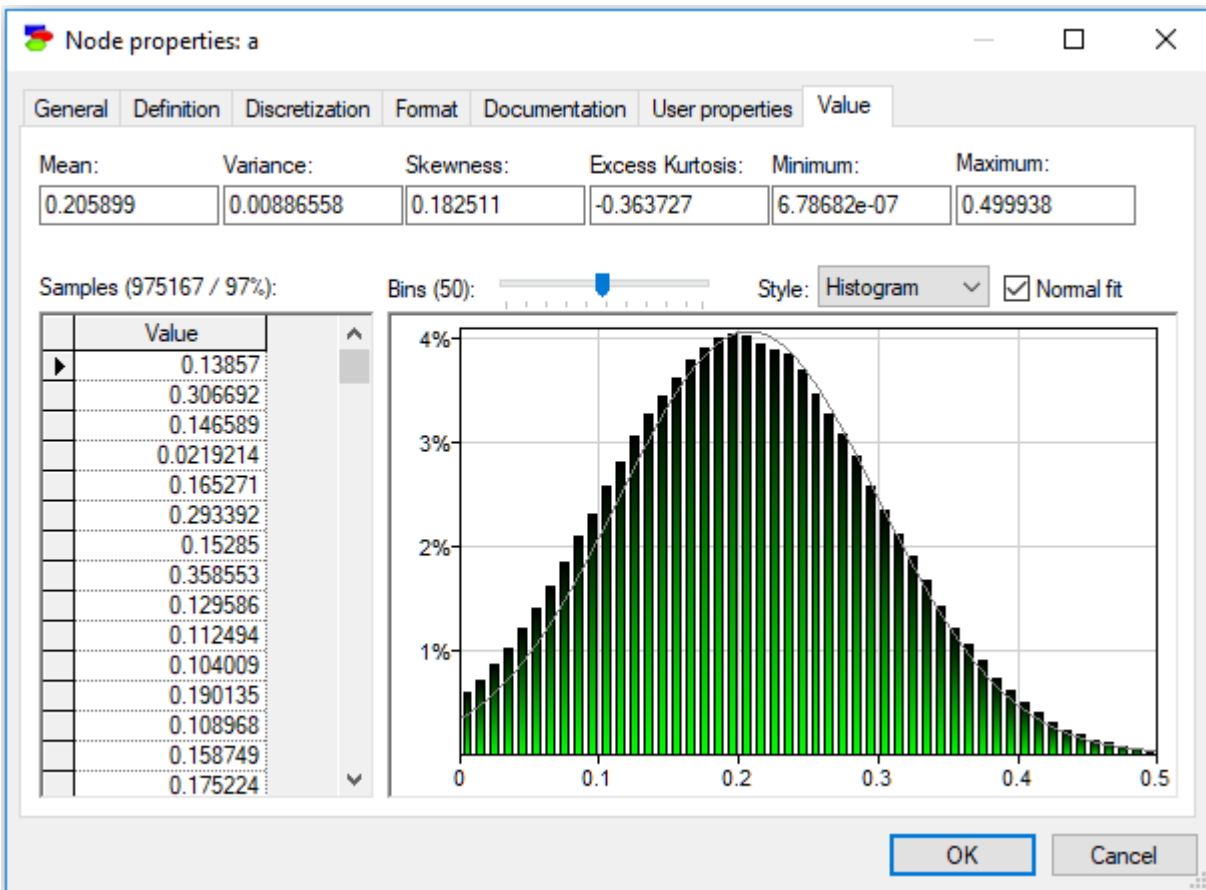 Node properties: a
General Definition Discretization Format Documentation User properties Value
Mean: Variance: Skewness: Excess Kurtosis: Minimum: Maximum:
0.205899 0.00886558 0.182511 -0.363727 6.78682e-07 0.499938
Samples (975167 / 97%): Bins (50): Style: Histogram Normal fit
Value
0.13857
0.306692
0.146589
0.0219214
0.165271
0.293392
0.15285
0.358553
0.129586
0.112494
0.104009
0.190135
0.108968
0.158749
0.175224
4%
3%
2%
1%
0 0.1 0.2 0.3 0.4 0.5
OK Cancel